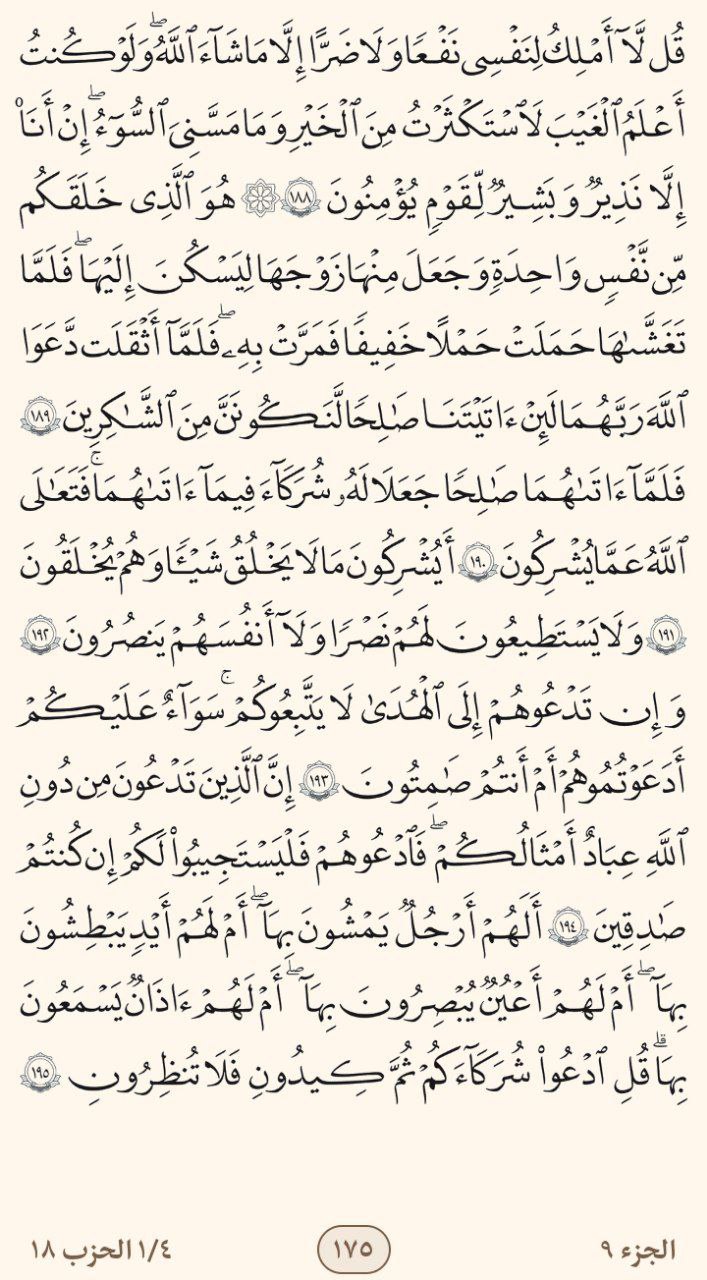 قُل لَّآ أَمۡلِكُ لِنَفۡسِي نَفۡعٗا وَلَا ضَرًّا إِلَّا مَا شَآءَ ٱللَّهُۚ وَلَوۡ كُنتُ
أَعۡلَمُ ٱلۡغَيۡبَ لَٱسۡتَكۡثَرۡتُ مِنَ ٱلۡخَيۡرِ وَمَا مَسَّنِيَ ٱلسُّوٓءُۚ إِنۡ أَنَا۠
إِلَّا نَذِيرٞ وَبَشِيرٞ لِّقَوۡمٖ يُؤۡمِنُونَ ١٨٨ ۞ هُوَ ٱلَّذِي خَلَقَكُم
مِّن نَّفۡسٖ وَٰحِدَةٖ وَجَعَلَ مِنۡهَا زَوۡجَهَا لِيَسۡكُنَ إِلَيۡهَاۖ فَلَمَّا
تَغَشَّىٰهَا حَمَلَتۡ حَمۡلًا خَفِيفٗا فَمَرَّتۡ بِهِۦۖ فَلَمَّآ أَثۡقَلَت دَّعَوَا
ٱللَّهَ رَبَّهُمَا لَئِنۡ ءَاتَيۡتَنَا صَٰلِحٗا لَّنَكُونَنَّ مِنَ ٱلشَّٰكِرِينَ ١٨٩
فَلَمَّآ ءَاتَىٰهُمَا صَٰلِحٗا جَعَلَا لَهُۥ شُرَكَآءَ فِيمَآ ءَاتَىٰهُمَاۚ فَتَعَٰلَى
ٱللَّهُ عَمَّا يُشۡرِكُونَ ١٩٠ أَيُشۡرِكُونَ مَا لَا يَخۡلُقُ شَيۡـٔٗا وَهُمۡ يُخۡلَقُونَ
١٩١ وَلَا يَسۡتَطِيعُونَ لَهُمۡ نَصۡرٗا وَلَآ أَنفُسَهُمۡ يَنصُرُونَ ١٩٢
وَإِن تَدۡعُوهُمۡ إِلَى ٱلۡهُدَىٰ لَا يَتَّبِعُوكُمۡۚ سَوَآءٌ عَلَيۡكُمۡ
أَدَعَوۡتُمُوهُمۡ أَمۡ أَنتُمۡ صَٰمِتُونَ ١٩٣ إِنَّ ٱلَّذِينَ تَدۡعُونَ مِن دُونِ
ٱللَّهِ عِبَادٌ أَمۡثَالُكُمۡۖ فَٱدۡعُوهُمۡ فَلۡيَسۡتَجِيبُواْ لَكُمۡ إِن كُنتُمۡ
صَٰدِقِينَ ١٩٤ أَلَهُمۡ أَرۡجُلٞ يَمۡشُونَ بِهَآۖ أَمۡ لَهُمۡ أَيۡدٖ يَبۡطِشُونَ
بِهَآۖ أَمۡ لَهُمۡ أَعۡيُنٞ يُبۡصِرُونَ بِهَآۖ أَمۡ لَهُمۡ ءَاذَانٞ يَسۡمَعُونَ
بِهَاۗ قُلِ ٱدۡعُواْ شُرَكَآءَكُمۡ ثُمَّ كِيدُونِ فَلَا تُنظِرُونِ ١٩٥
الجزء ٩ ١٧٥ ١/٤ الحزب ١٨